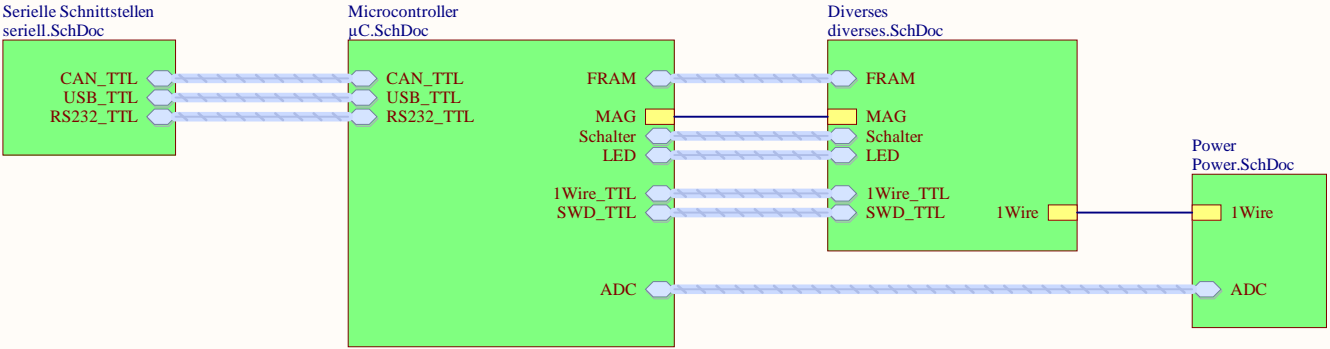 Serielle Schnittstellen
seriell.SchDoc
CAN_TTL
USB_TTL
RS232_TTL
Microcontroller
µC.SchDoc
CAN_TTL
USB_TTL
RS232_TTL
FRAM
MAG
Schalter
LED
1Wire_TTL
SWD_TTL
ADC
Diverses
diverses.SchDoc
FRAM
MAG
Schalter
LED
1Wire_TTL
SWD_TTL
1Wire
Power
Power.SchDoc
1Wire
ADC